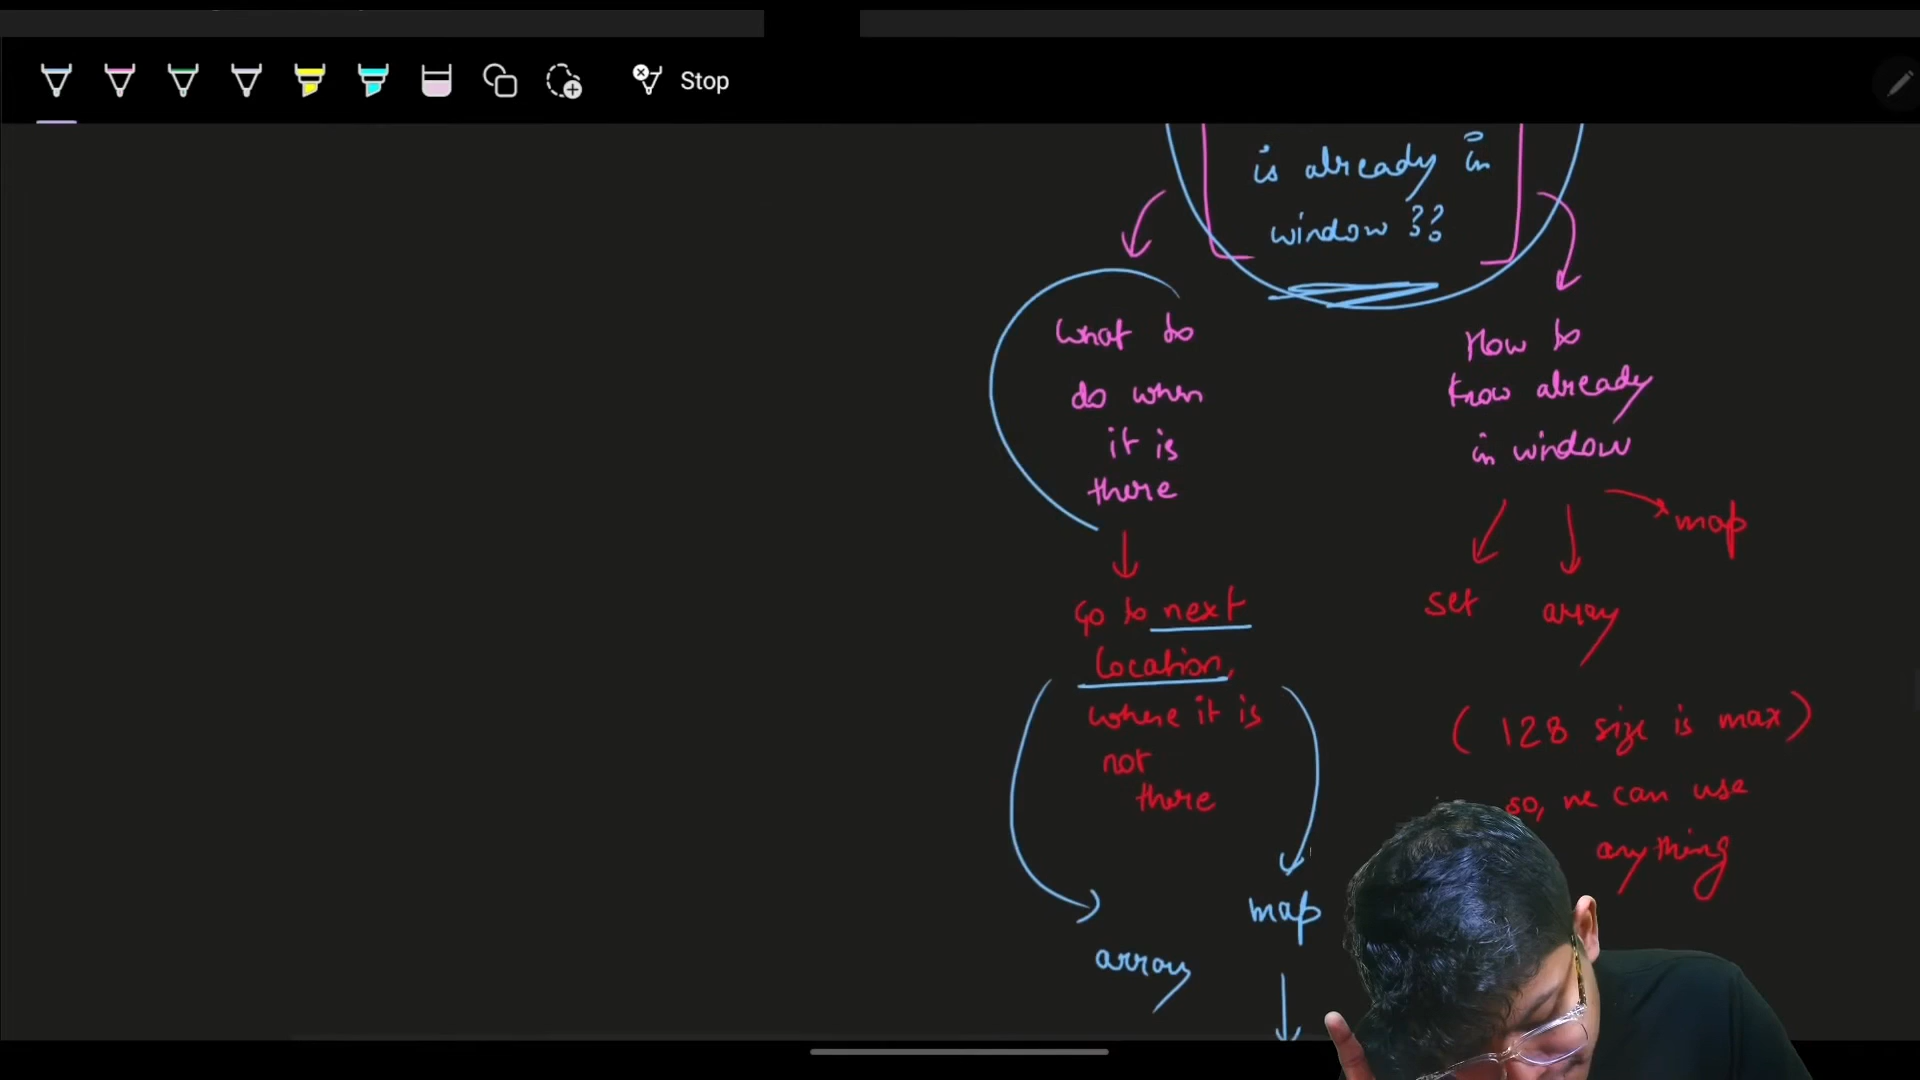 Stop
is already in
window ??
What to
do when
it is
there
Go to next
location,
where it is
not
there
array
map
How to
know already
in window
map
set
array
( 128 size is max )
so, we can use
anything